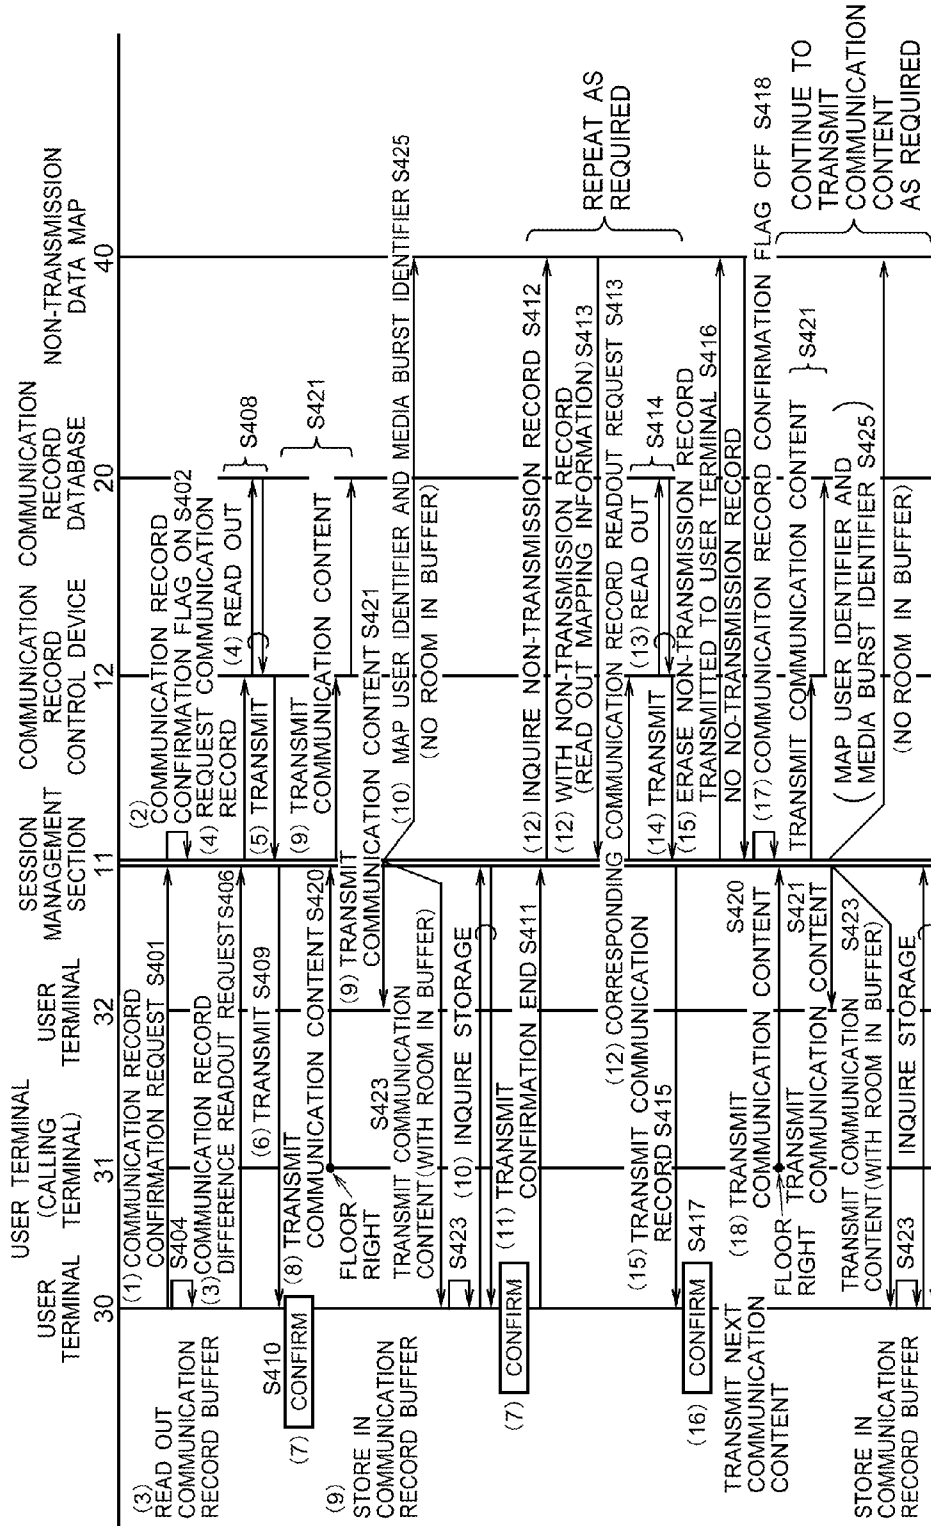 USER
TERMINAL
30
USER TERMINAL
(CALLING
TERMINAL)
31
USER
TERMINAL
32
SESSION
MANAGEMENT
SECTION
11
COMMUNICATION
RECORD
CONTROL DEVICE
12
COMMUNICATION
RECORD
DATABASE
20
NON-TRANSMISSION
DATA MAP
40
(1) COMMUNICATION RECORD
CONFIRMATION REQUEST S401
(2)
COMMUNICATION RECORD
CONFIRMATION FLAG ON S402
(3)
READ OUT
COMMUNICATION
RECORD BUFFER
S404
(3) COMMUNICATION RECORD
DIFFERENCE READOUT REQUEST S406
(4) REQUEST COMMUNICATION
RECORD
(4) READ OUT
S408
(5) TRANSMIT
(6) TRANSMIT S409
S410
(7) CONFIRM
(8) TRANSMIT
COMMUNICATION CONTENT S420
FLOOR
RIGHT
(9) TRANSMIT
COMMUNICATION CONTENT
S421
(9) TRANSMIT
COMMUNICATION CONTENT S421
(9)
STORE IN
COMMUNICATION
RECORD BUFFER
S423
TRANSMIT COMMUNICATION
CONTENT (WITH ROOM IN BUFFER)
(10) MAP USER IDENTIFIER AND MEDIA BURST IDENTIFIER S425
(NO ROOM IN BUFFER)
S423
(10) INQUIRE STORAGE
(7) CONFIRM
(11) TRANSMIT
CONFIRMATION END S411
(12) INQUIRE NON-TRANSMISSION RECORD S412
(12) WITH NON-TRANSMISSION RECORD
(READ OUT MAPPING INFORMATION) S413
REPEAT AS
REQUIRED
(12) CORRESPONDING COMMUNICATION RECORD READOUT REQUEST S413
(13) READ OUT
S414
(14) TRANSMIT
(15) TRANSMIT COMMUNICATION
RECORD S415
(15) ERASE NON-TRANSMISSION RECORD
TRANSMITTED TO USER TERMINAL S416
(16) CONFIRM S417
NO NO-TRANSMISSION RECORD
(17) COMMUNICAITON RECORD CONFIRMATION FLAG OFF S418
TRANSMIT NEXT
COMMUNICATION
CONTENT
(18) TRANSMIT
COMMUNICATION CONTENT
S420
FLOOR
RIGHT
TRANSMIT COMMUNICATION CONTENT
S421
CONTINUE TO
TRANSMIT
COMMUNICATION
CONTENT
AS REQUIRED
TRANSMIT
COMMUNICATION CONTENT
S421
(MAP USER IDENTIFIER AND
MEDIA BURST IDENTIFIER S425)
(NO ROOM IN BUFFER)
TRANSMIT COMMUNICATION
CONTENT (WITH ROOM IN BUFFER)
S423
STORE IN
COMMUNICATION
RECORD BUFFER
S423
INQUIRE STORAGE